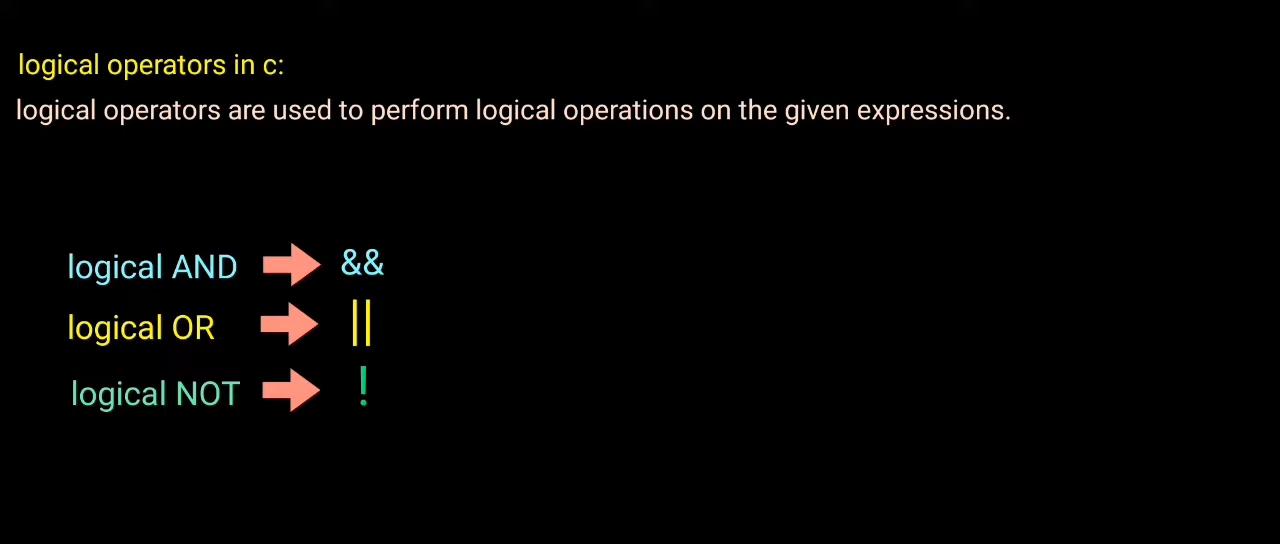 logical operators in c:
logical operators are used to perform logical operations on the given expressions.
logical AND &&
logical OR ||
logical NOT !